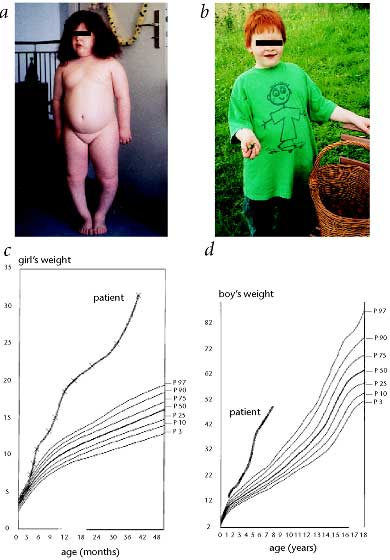 a
b
c
girl's weight
35
30
25
20
15
10
5
0
patient
P 97
P 90
P 75
P 50
P 25
P 10
P 3
0 3 6 12 18 24 30 36 42 48
age (months)
d
boy's weight
82
72
62
52
42
32
22
12
2
patient
P 97
P 90
P 75
P 50
P 25
P 10
P 3
0 1 2 3 4 5 6 7 8 9 10 11 12 13 14 15 16 17 18
age (years)